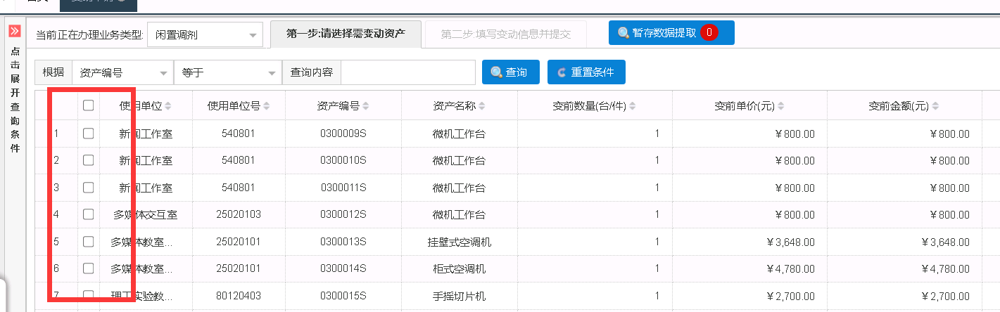 当前正在办理业务类型: 闲置调剂 第一步:请选择需变动资产 第二步:填写变动信息并提交 暂存数据提取 0
点击展开查询条件
根据 资产编号 等于 查询内容 查询 重置条件
使用单位 使用单位号 资产编号 资产名称 变前数量(台/件) 变前单价(元) 变前金额(元)
1 新闻工作室 540801 0300009S 微机工作台 1 ￥800.00 ￥800.00
2 新闻工作室 540801 0300010S 微机工作台 1 ￥800.00 ￥800.00
3 新闻工作室 540801 0300011S 微机工作台 1 ￥800.00 ￥800.00
4 多媒体交互室 25020103 0300012S 微机工作台 1 ￥800.00 ￥800.00
5 多媒体教室... 25020101 0300013S 挂壁式空调机 1 ￥3,648.00 ￥3,648.00
6 多媒体教室... 25020101 0300014S 柜式空调机 1 ￥4,780.00 ￥4,780.00
7 理工实验教... 80120403 0300015S 手摇切片机 1 ￥2,700.00 ￥2,700.00